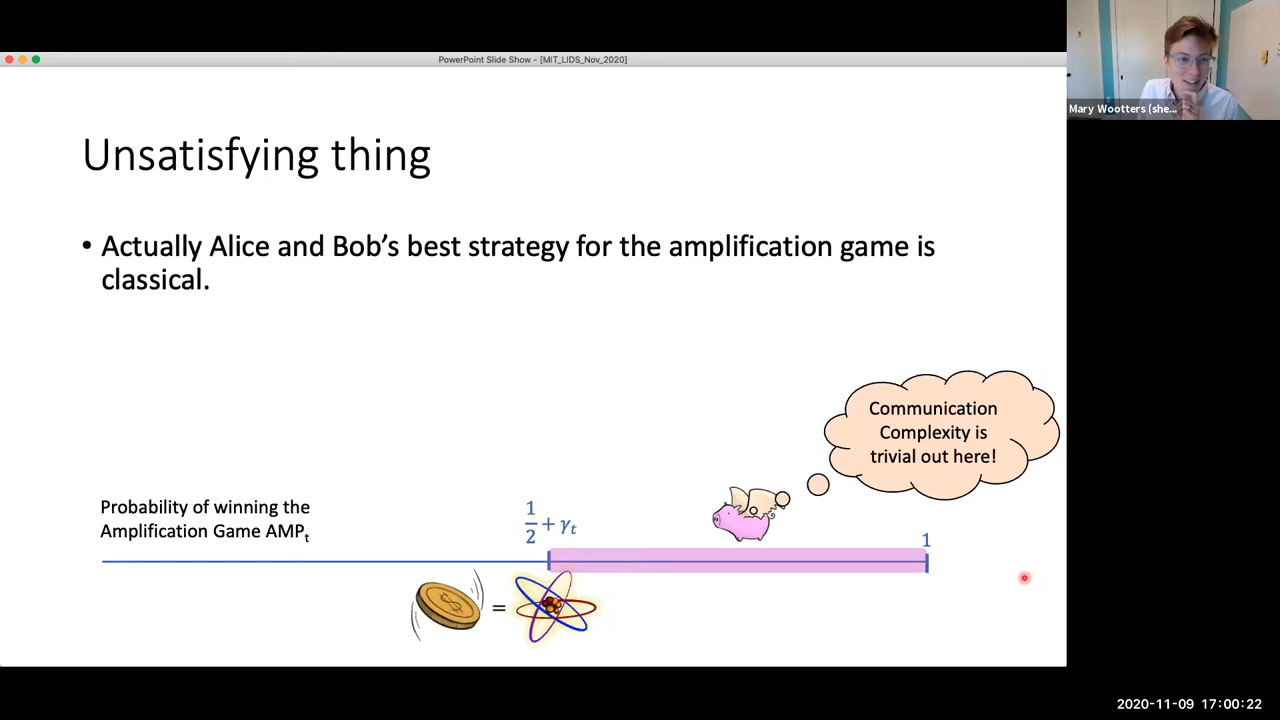 PowerPoint Slide Show - [MIT_LIDS_Nov_2020]
Mary Wootters (she...
Unsatisfying thing
• Actually Alice and Bob’s best strategy for the amplification game is
classical.
Communication
Complexity is
trivial out here!
Probability of winning the
Amplification Game AMPₜ
1/2 + γₜ
1
$ =
2020-11-09 17:00:22